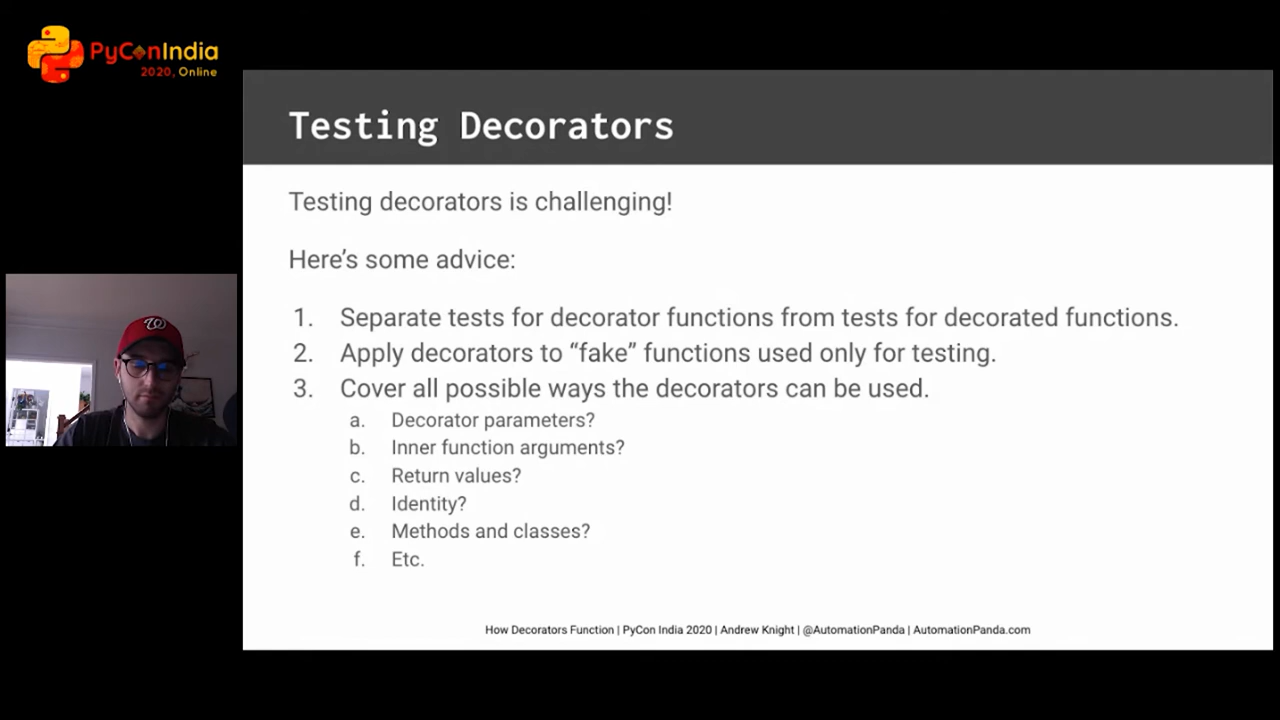 PyConIndia
2020, Online
Testing Decorators
Testing decorators is challenging!
Here’s some advice:
1. Separate tests for decorator functions from tests for decorated functions.
2. Apply decorators to “fake” functions used only for testing.
3. Cover all possible ways the decorators can be used.
a. Decorator parameters?
b. Inner function arguments?
c. Return values?
d. Identity?
e. Methods and classes?
f. Etc.
How Decorators Function | PyCon India 2020 | Andrew Knight | @AutomationPanda | AutomationPanda.com
W